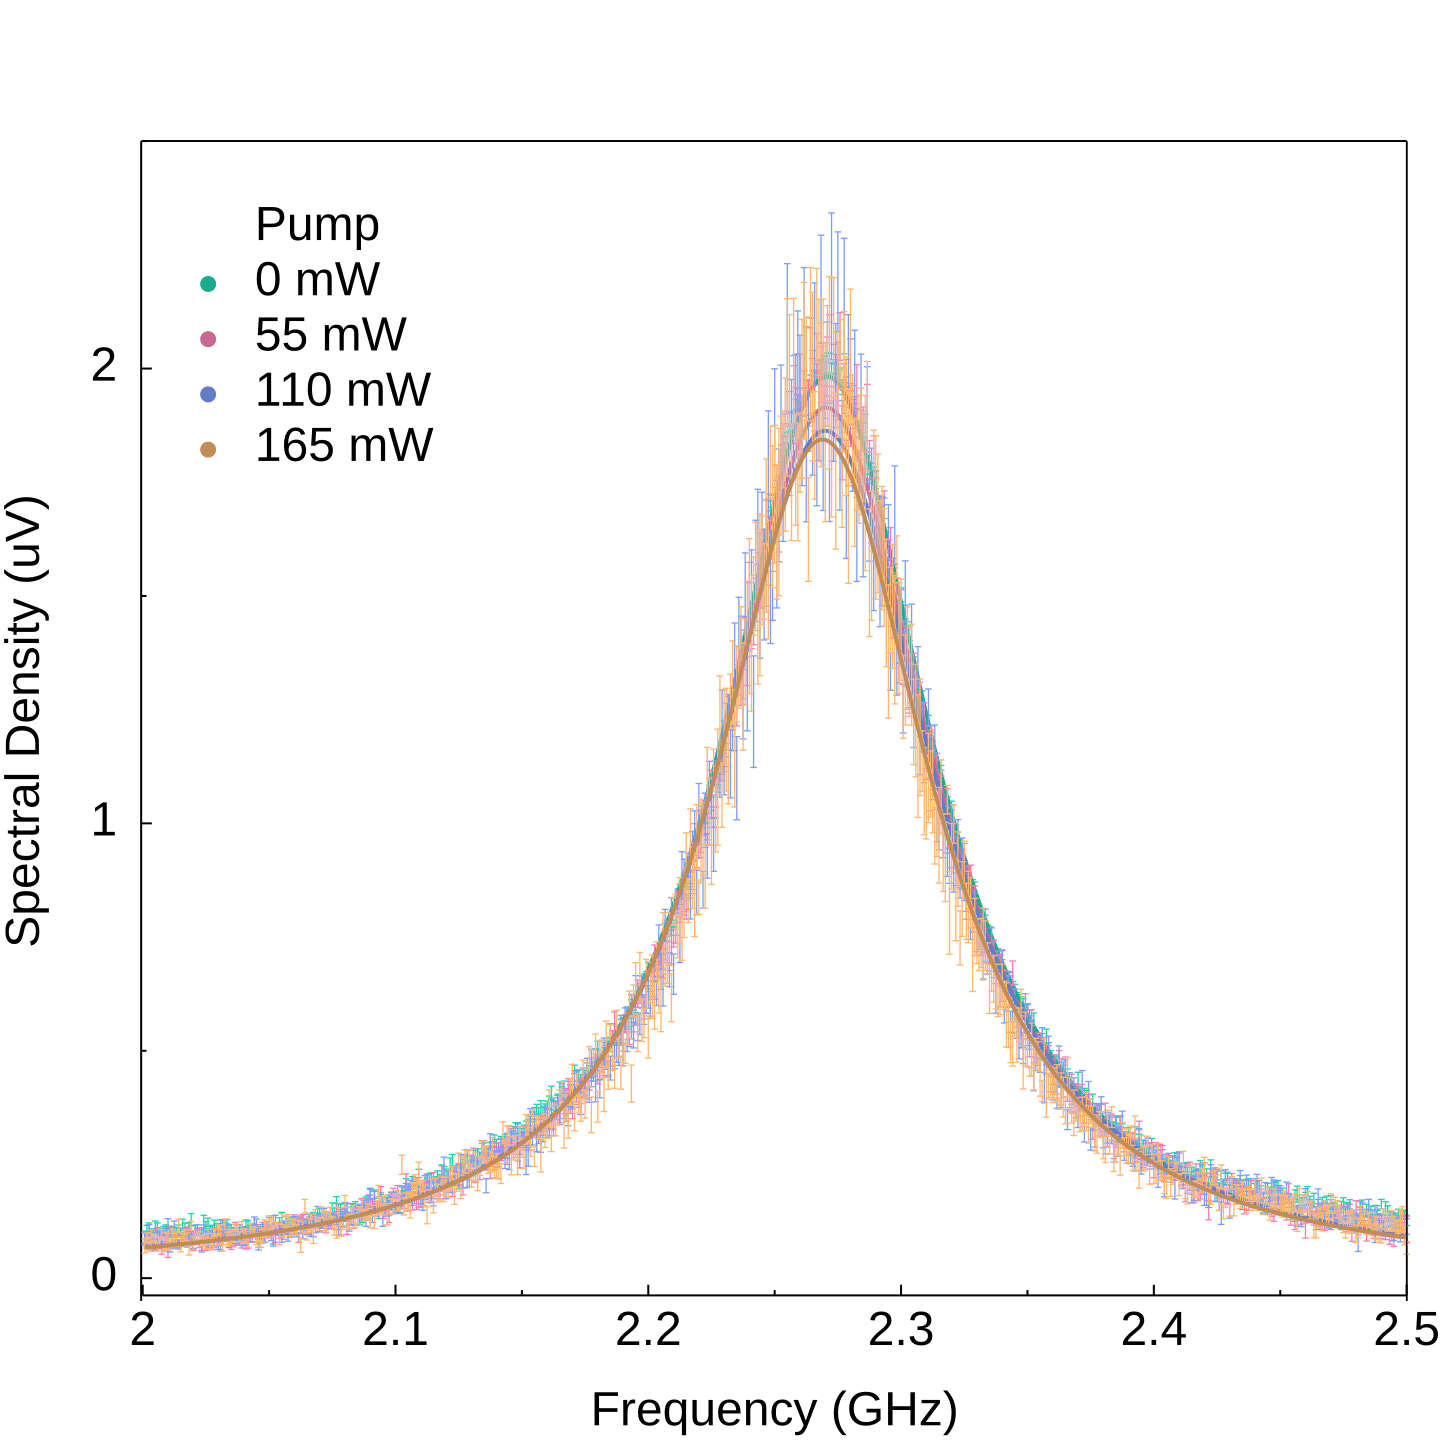 Pump
0 mW
55 mW
110 mW
165 mW
2
1
0
Spectral Density (uV)
2
2.1
2.2
2.3
2.4
2.5
Frequency (GHz)